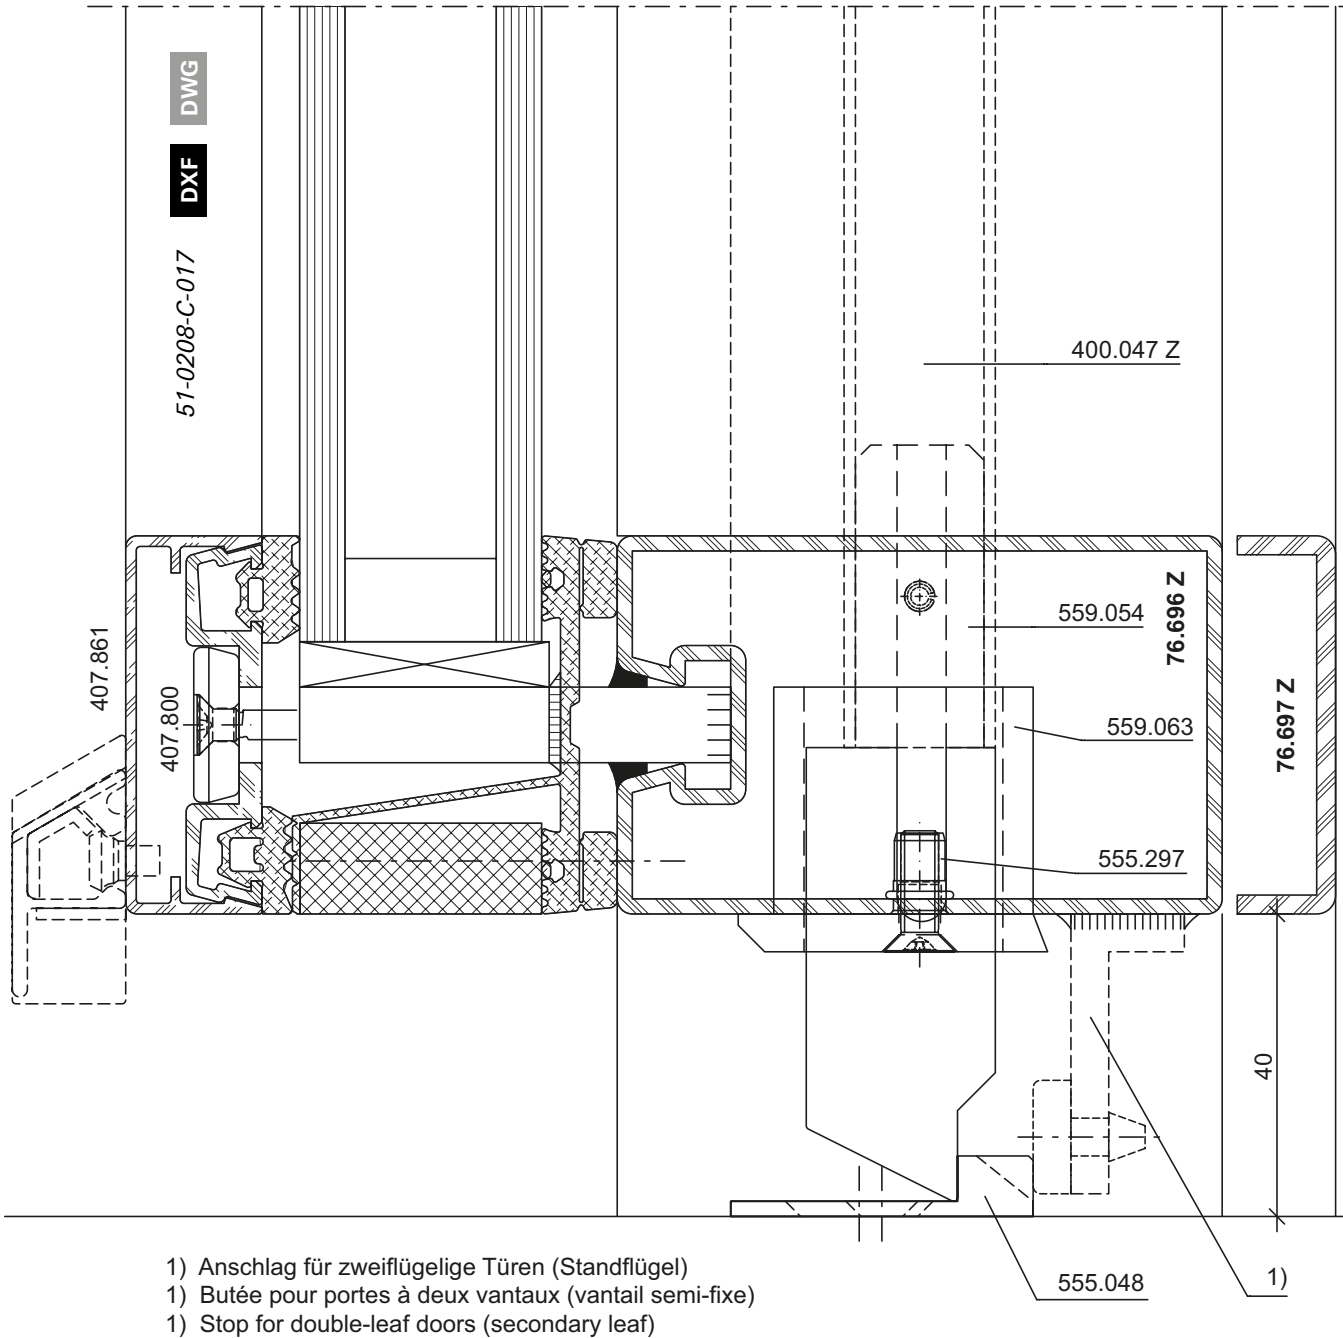 DWG
DXF
51-0208-C-017
400.047 Z
559.054
76.696 Z
407.861
407.800
559.063
76.697 Z
555.297
40
1) Anschlag für zweiflügelige Türen (Standflügel)
1) Butée pour portes à deux vantaux (vantail semi-fixe)
1) Stop for double-leaf doors (secondary leaf)
555.048
1)